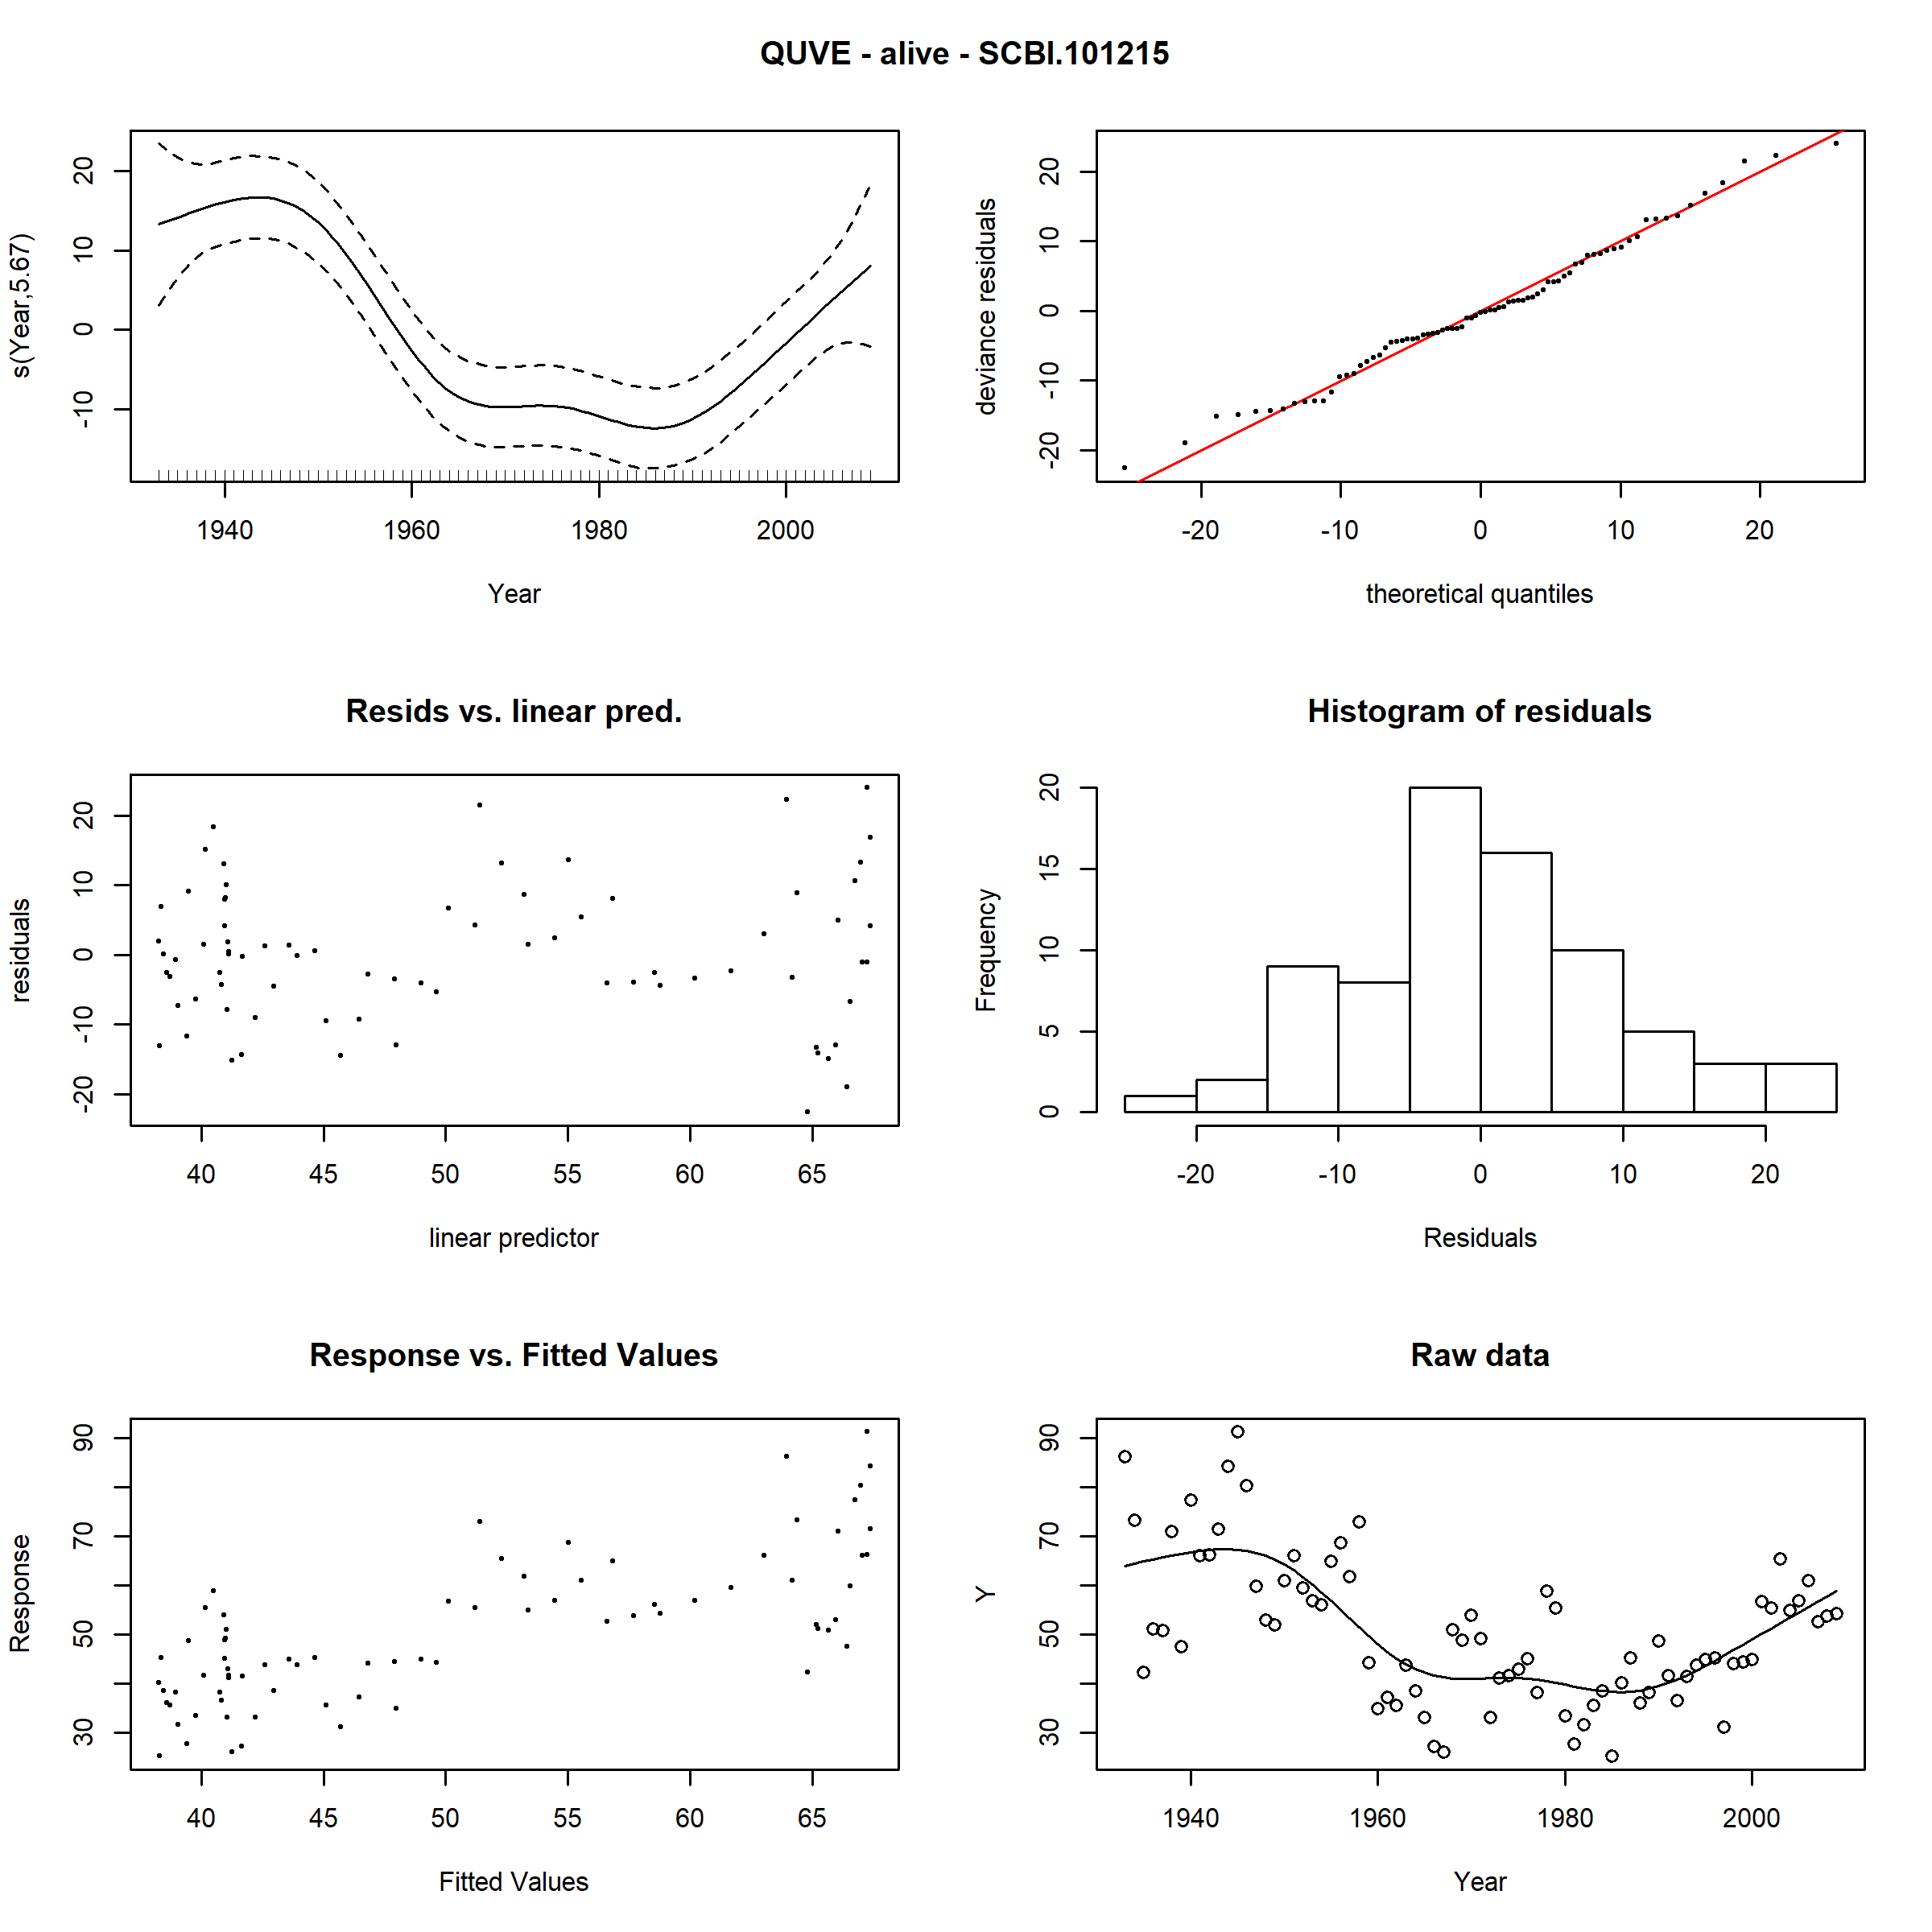 QUVE - alive - SCBI.101215
s(Year,5.67)
20
10
0
-10
1940 1960 1980 2000
Year
deviance residuals
20
10
0
-10
-20
-20 -10 0 10 20
theoretical quantiles
Resids vs. linear pred.
residuals
20
10
0
-10
-20
40 45 50 55 60 65
linear predictor
Histogram of residuals
Frequency
20
15
10
5
0
-20 -10 0 10 20
Residuals
Response vs. Fitted Values
Response
90
70
50
30
40 45 50 55 60 65
Fitted Values
Raw data
Y
90
70
50
30
1940 1960 1980 2000
Year